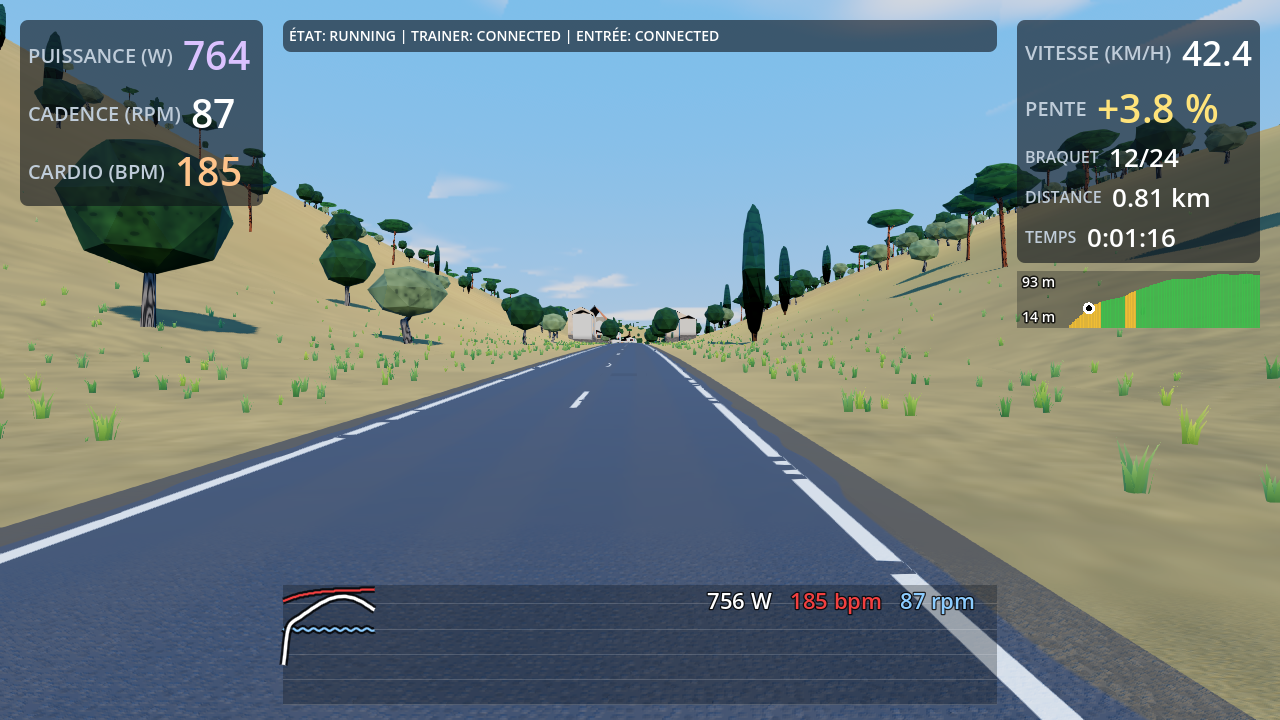 PUISSANCE (W) 764
CADENCE (RPM) 87
CARDIO (BPM) 185
ÉTAT: RUNNING | TRAINER: CONNECTED | ENTRÉE: CONNECTED
VITESSE (KM/H) 42.4
PENTE +3.8 %
BRAQUET 12/24
DISTANCE 0.81 km
TEMPS 0:01:16
93 m
14 m
756 W 185 bpm 87 rpm